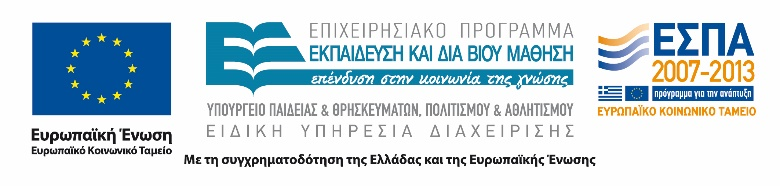 Ευρωπαϊκή Ένωση
Ευρωπαϊκό Κοινωνικό Ταμείο
ΕΠΙΧΕΙΡΗΣΙΑΚΟ ΠΡΟΓΡΑΜΜΑ
ΕΚΠΑΙΔΕΥΣΗ ΚΑΙ ΔΙΑ ΒΙΟΥ ΜΑΘΗΣΗ
επένδυση στην κοινωνία της γνώσης
ΥΠΟΥΡΓΕΙΟ ΠΑΙΔΕΙΑΣ & ΘΡΗΣΚΕΥΜΑΤΩΝ, ΠΟΛΙΤΙΣΜΟΥ & ΑΘΛΗΤΙΣΜΟΥ
ΕΙΔΙΚΗ ΥΠΗΡΕΣΙΑ ΔΙΑΧΕΙΡΙΣΗΣ
Με τη συγχρηματοδότηση της Ελλάδας και της Ευρωπαϊκής Ένωσης
ΕΣΠΑ
2007-2013
πρόγραμμα για την ανάπτυξη
ΕΥΡΩΠΑΪΚΟ ΚΟΙΝΩΝΙΚΟ ΤΑΜΕΙΟ